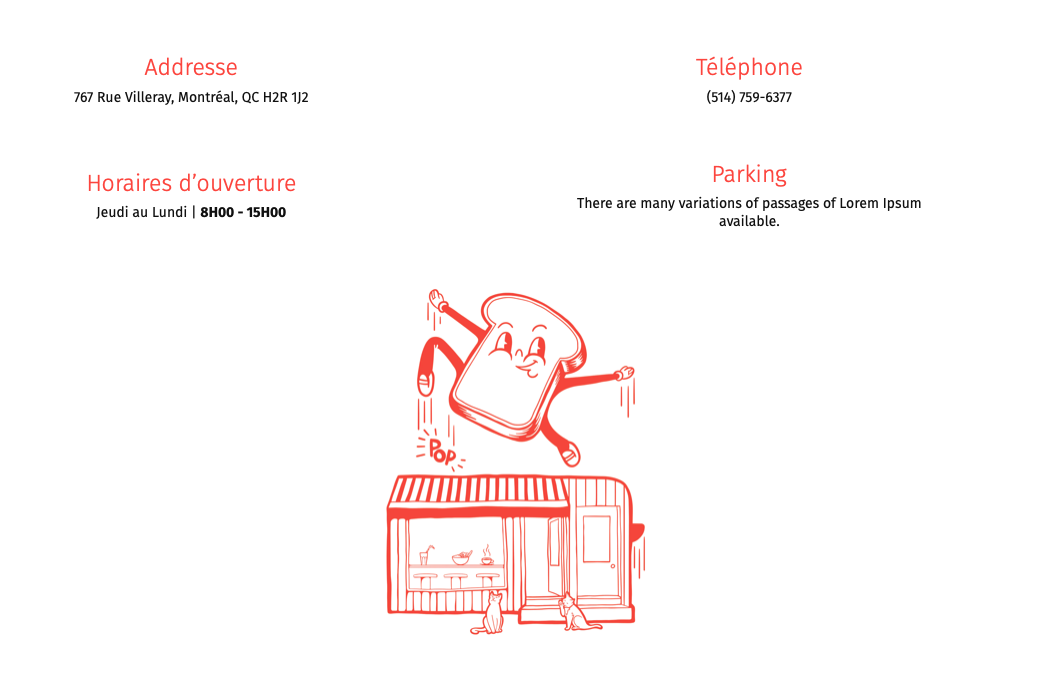 Addresse
767 Rue Villeray, Montréal, QC H2R 1J2
Téléphone
(514) 759-6377
Horaires d’ouverture
Jeudi au Lundi | 8H00 - 15H00
Parking
There are many variations of passages of Lorem Ipsum
available.
POP